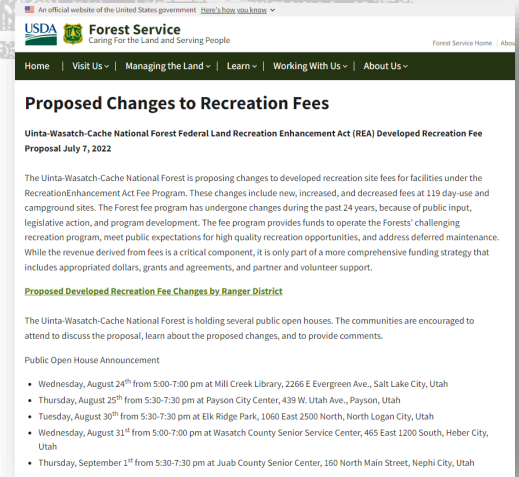 An official website of the United States government Here's how you know
USDA
Forest Service
Caring For the Land and Serving People
Forest Service Home
Home | Visit Us | Managing the Land | Learn | Working With Us | About Us
Proposed Changes to Recreation Fees
Uinta-Wasatch-Cache National Forest Federal Land Recreation Enhancement Act (REA) Developed Recreation Fee
Proposal July 7, 2022
The Uinta-Wasatch-Cache National Forest is proposing changes to developed recreation site fees for facilities under the
RecreationEnhancement Act Fee Program. These changes include new, increased, and decreased fees at 119 day-use and
campground sites. The Forest fee program has undergone changes during the past 24 years, because of public input,
legislative action, and program development. The fee program provides funds to operate the Forests' challenging
recreation program, meet public expectations for high quality recreation opportunities, and address deferred maintenance.
While the revenue derived from fees is a critical component, it is only part of a more comprehensive funding strategy that
includes appropriated dollars, grants and agreements, and partner and volunteer support.
Proposed Developed Recreation Fee Changes by Ranger District
The Uinta-Wasatch-Cache National Forest is holding several public open houses. The communities are encouraged to
attend to discuss the proposal, learn about the proposed changes, and to provide comments.
Public Open House Announcement
• Wednesday, August 24th from 5:00-7:00 pm at Mill Creek Library, 2266 E Evergreen Ave., Salt Lake City, Utah
• Thursday, August 25th from 5:30-7:30 pm at Payson City Center, 439 W. Utah Ave., Payson, Utah
• Tuesday, August 30th from 5:30-7:30 pm at Elk Ridge Park, 1060 East 2500 North, North Logan City, Utah
• Wednesday, August 31st from 5:00-7:00 pm at Wasatch County Senior Service Center, 465 East 1200 South, Heber City,
Utah
• Thursday, September 1st from 5:30-7:30 pm at Juab County Senior Center, 160 North Main Street, Nephi City, Utah